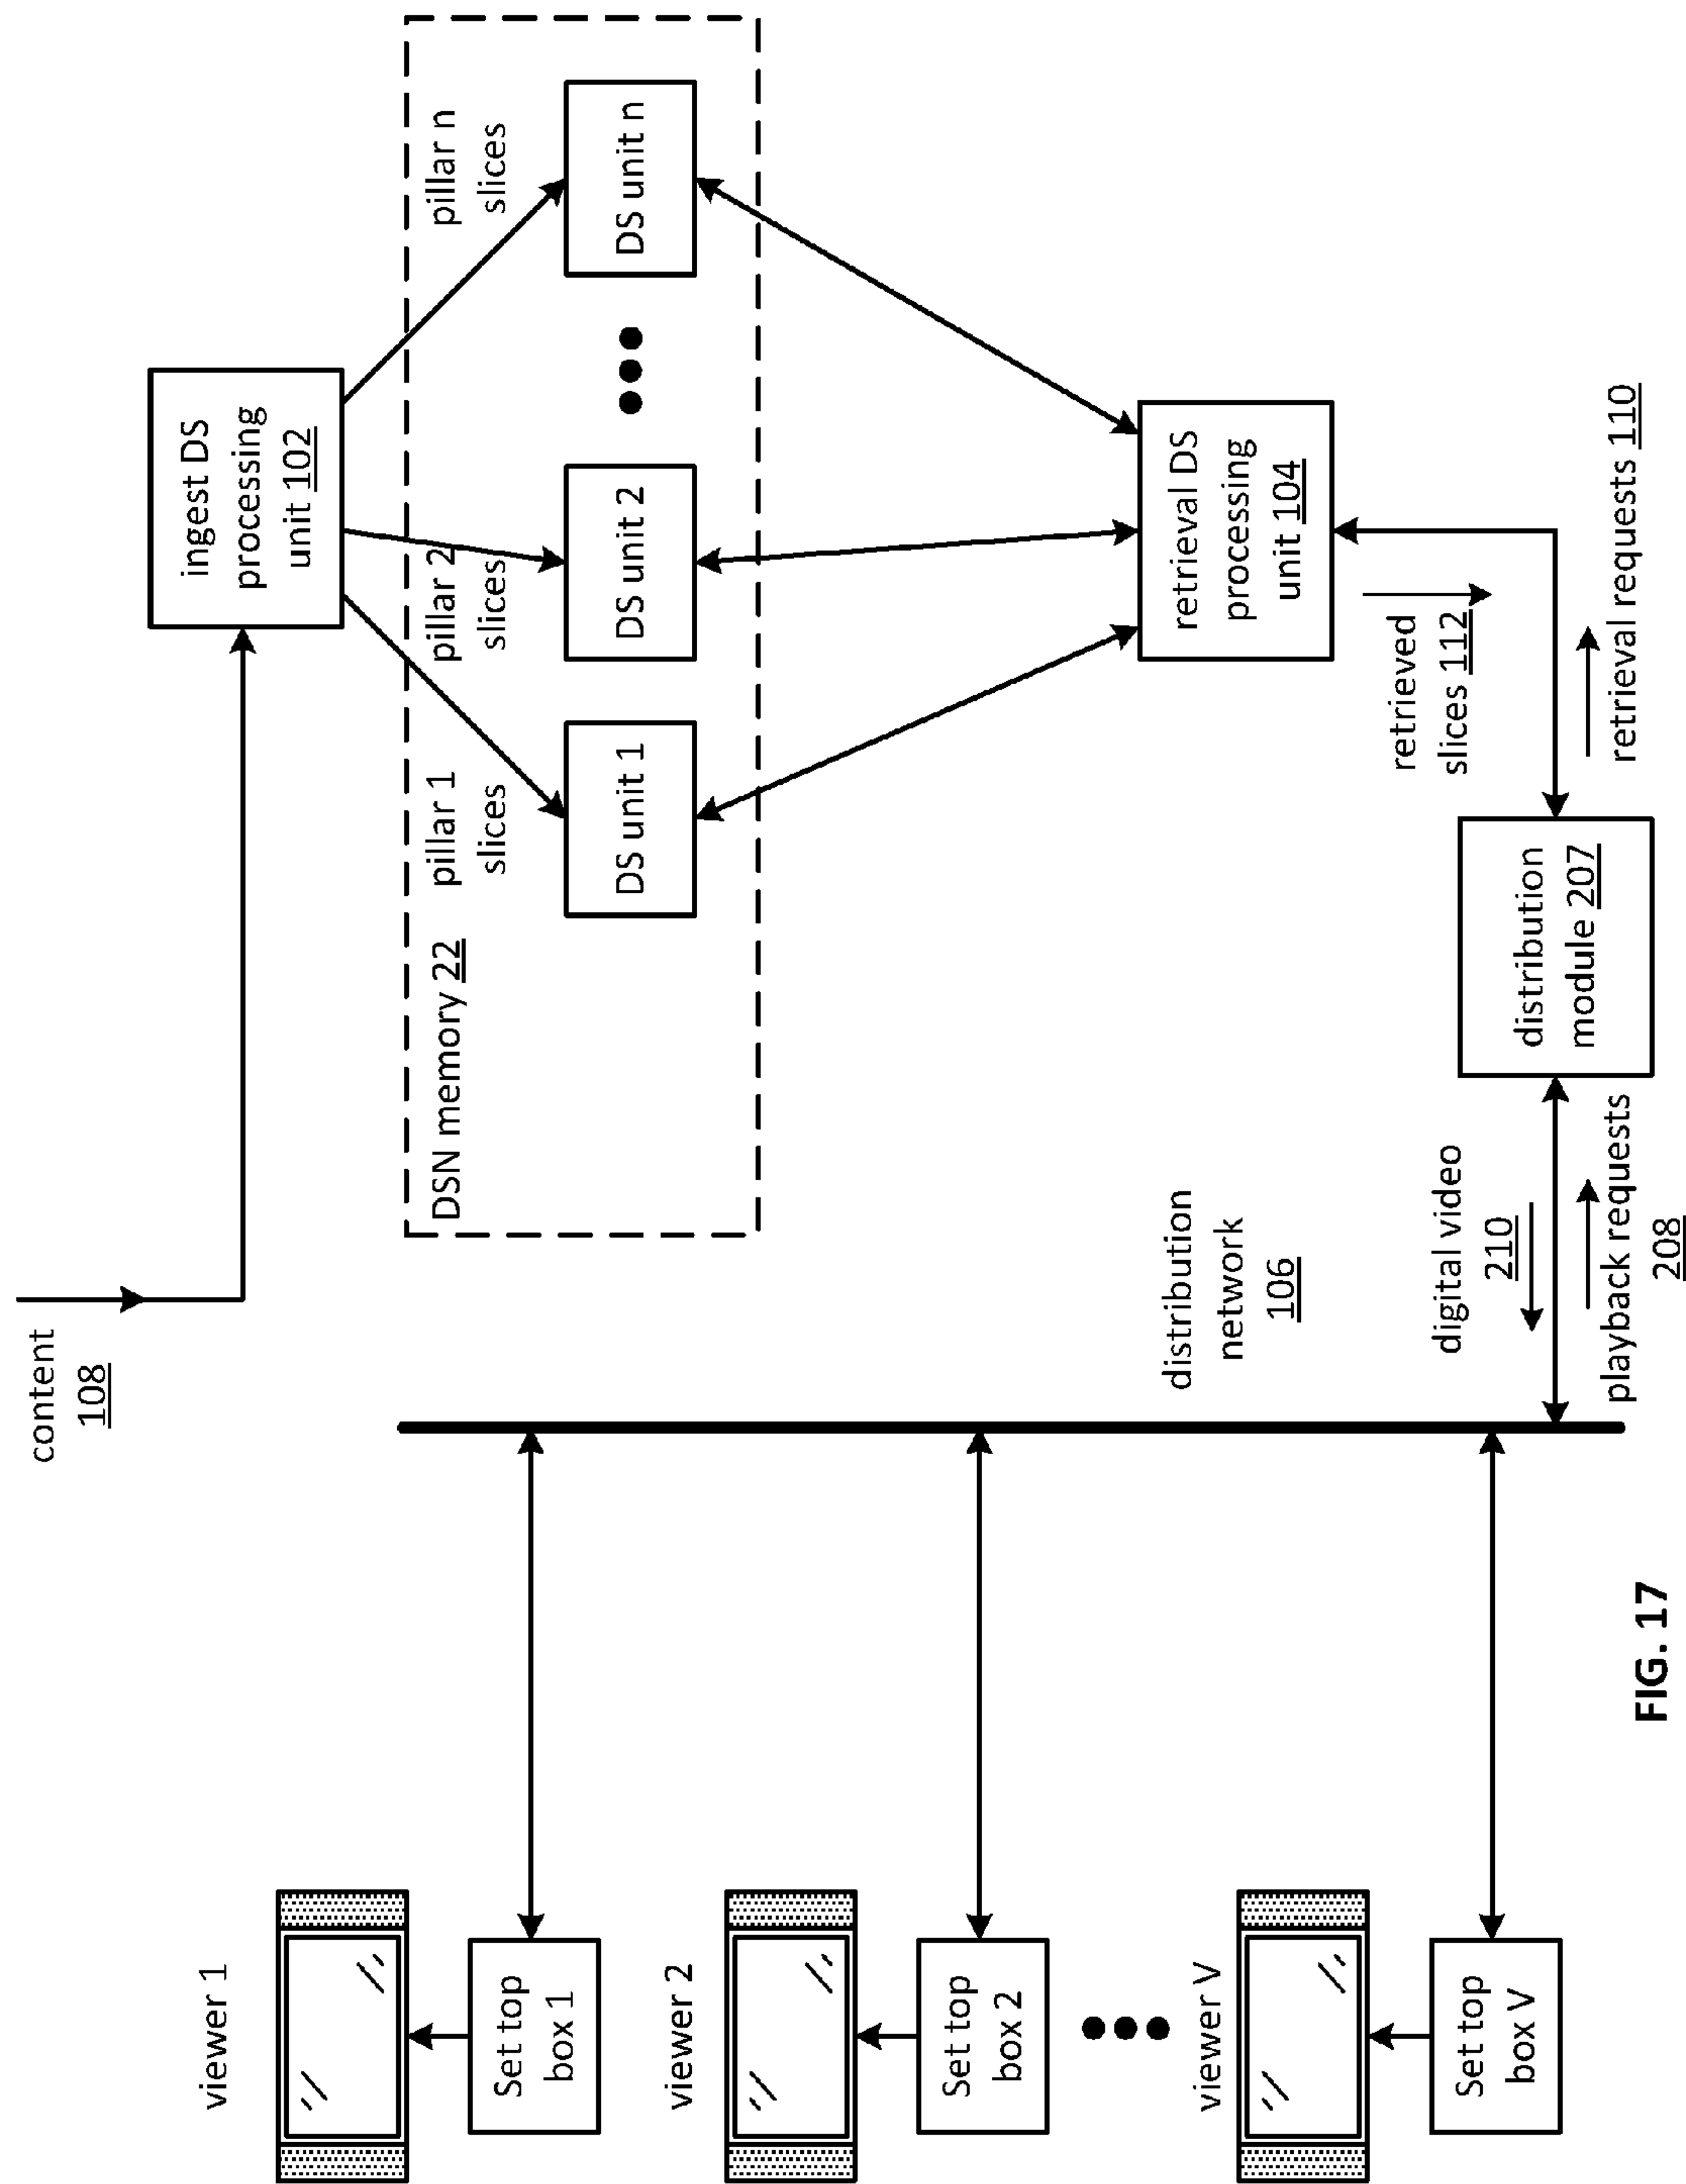 content
108
ingest DS
processing
unit 102
DSN memory 22
pillar 1
slices
pillar 2
slices
pillar n
slices
DS unit 1
DS unit 2
DS unit n
retrieval DS
processing
unit 104
retrieved
slices 112
retrieval requests 110
distribution
module 207
distribution
network
106
digital video
210
playback requests
208
viewer 1
Set top
box 1
viewer 2
Set top
box 2
viewer V
Set top
box V
FIG. 17